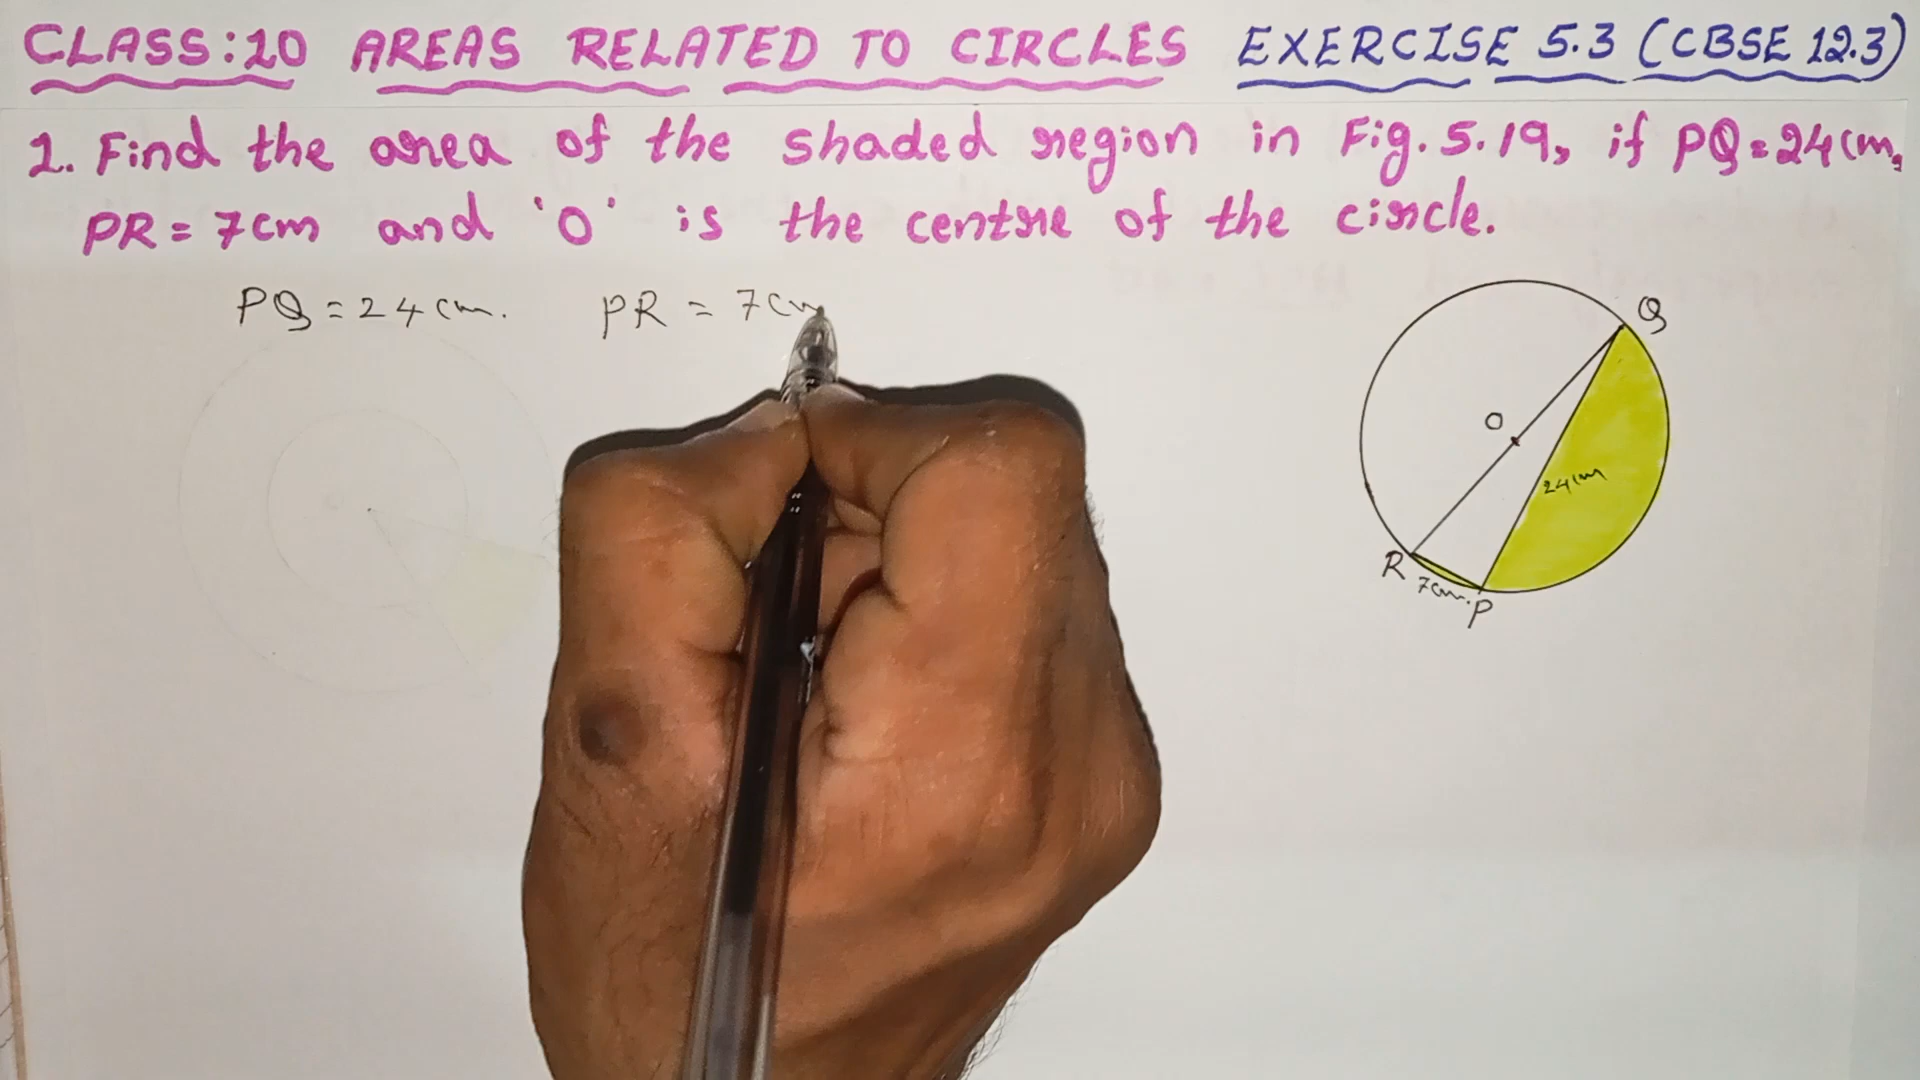 CLASS:10 AREAS RELATED TO CIRCLES EXERCISE 5.3 (CBSE 12.3)
1. Find the area of the shaded region in Fig. 5.19, if PQ=24cm,
PR=7cm and 'O' is the centre of the circle.
PQ = 24 cm. PR = 7cm
Q
O
24cm
R
7cm.
P